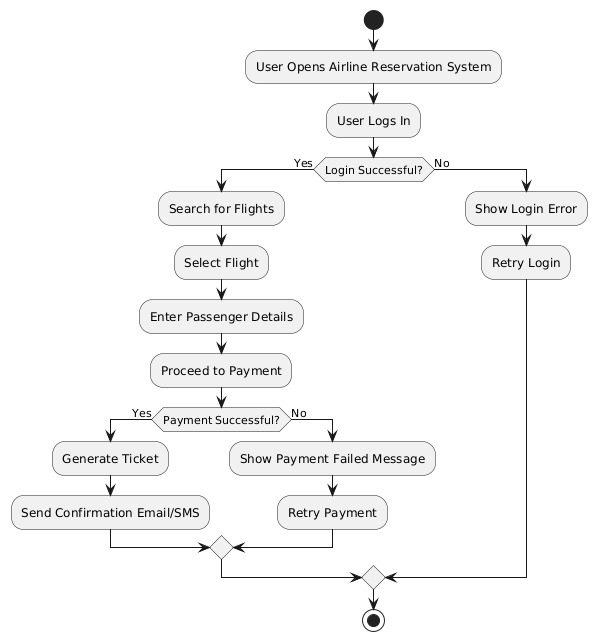 User Opens Airline Reservation System
User Logs In
Yes
Login Successful?
No
Search for Flights
Show Login Error
Select Flight
Retry Login
Enter Passenger Details
Proceed to Payment
Yes
Payment Successful?
No
Generate Ticket
Show Payment Failed Message
Send Confirmation Email/SMS
Retry Payment